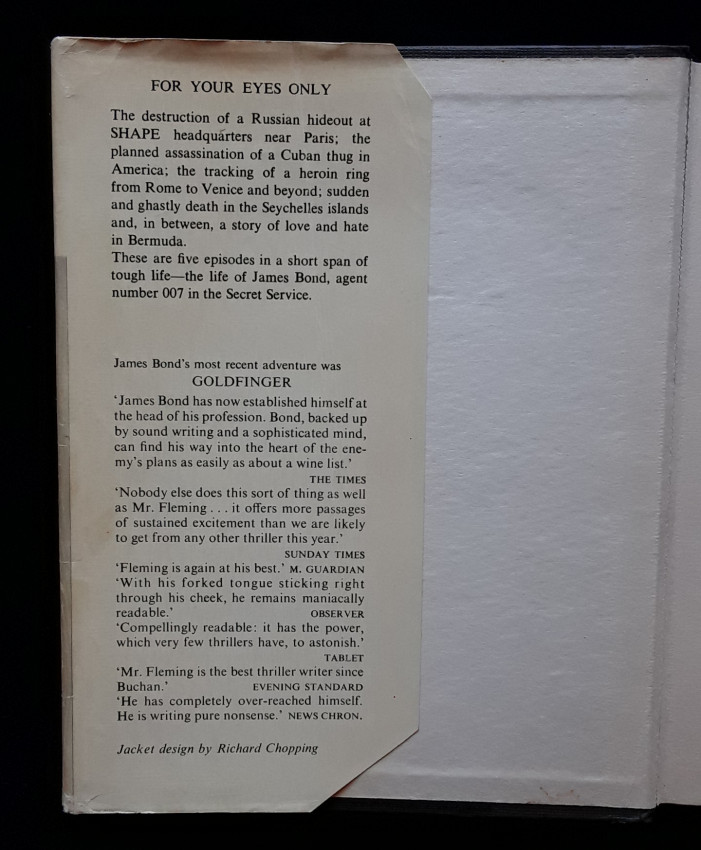 FOR YOUR EYES ONLY
The destruction of a Russian hideout at
SHAPE headquarters near Paris; the
planned assassination of a Cuban thug in
America; the tracking of a heroin ring
from Rome to Venice and beyond; sudden
and ghastly death in the Seychelles islands
and, in between, a story of love and hate
in Bermuda.
These are five episodes in a short span of
tough life—the life of James Bond, agent
number 007 in the Secret Service.
James Bond's most recent adventure was
GOLDFINGER
‘James Bond has now established himself at
the head of his profession. Bond, backed up
by sound writing and a sophisticated mind,
can find his way into the heart of the ene-
my's plans as easily as about a wine list.’
THE TIMES
‘Nobody else does this sort of thing as well
as Mr. Fleming . . . it offers more passages
of sustained excitement than we are likely
to get from any other thriller this year.’
SUNDAY TIMES
‘Fleming is again at his best.’ M. GUARDIAN
‘With his forked tongue sticking right
through his cheek, he remains maniacally
readable.’ OBSERVER
‘Compellingly readable: it has the power,
which very few thrillers have, to astonish.’
TABLET
‘Mr. Fleming is the best thriller writer since
Buchan.’ EVENING STANDARD
‘He has completely over-reached himself.
He is writing pure nonsense.’ NEWS CHRON.
Jacket design by Richard Chopping